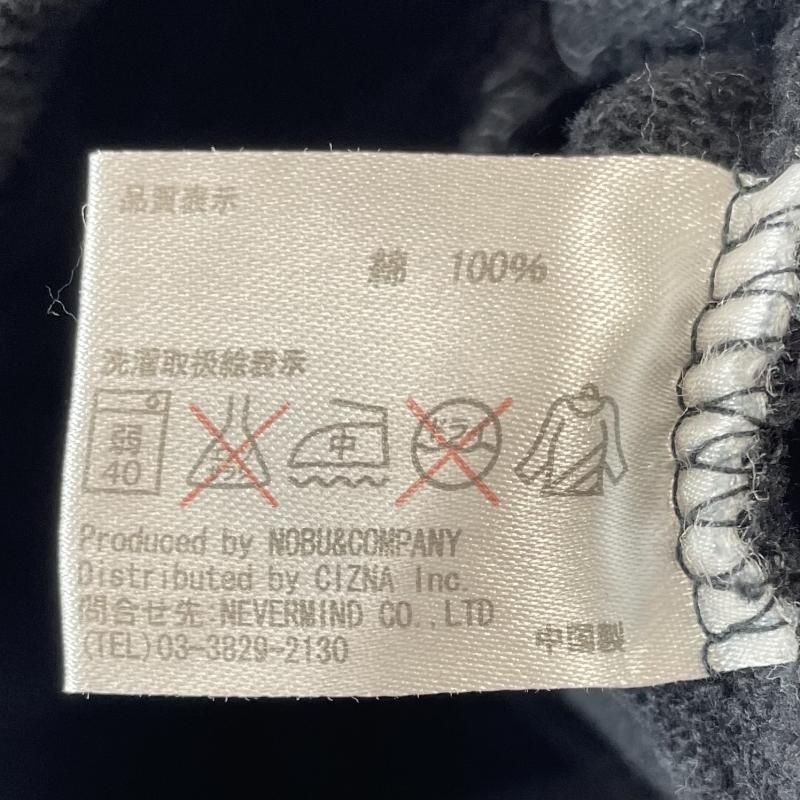 品質表示
綿 100%
洗濯取扱絵表示
弱 40
中
Produced by NOBU&COMPANY
Distributed by CIZNA Inc.
問合せ先:NEVERMIND CO.,LTD
(TEL)03-3829-2130
中国製